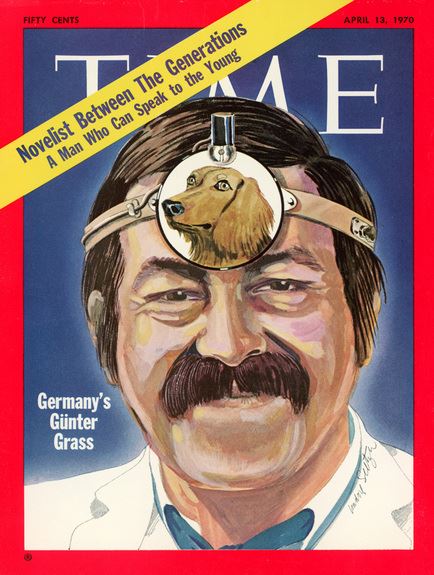 FIFTY CENTS
APRIL 13, 1970
TIME
Novelist Between The Generations
A Man Who Can Speak to the Young
Germany's
Günter
Grass
®